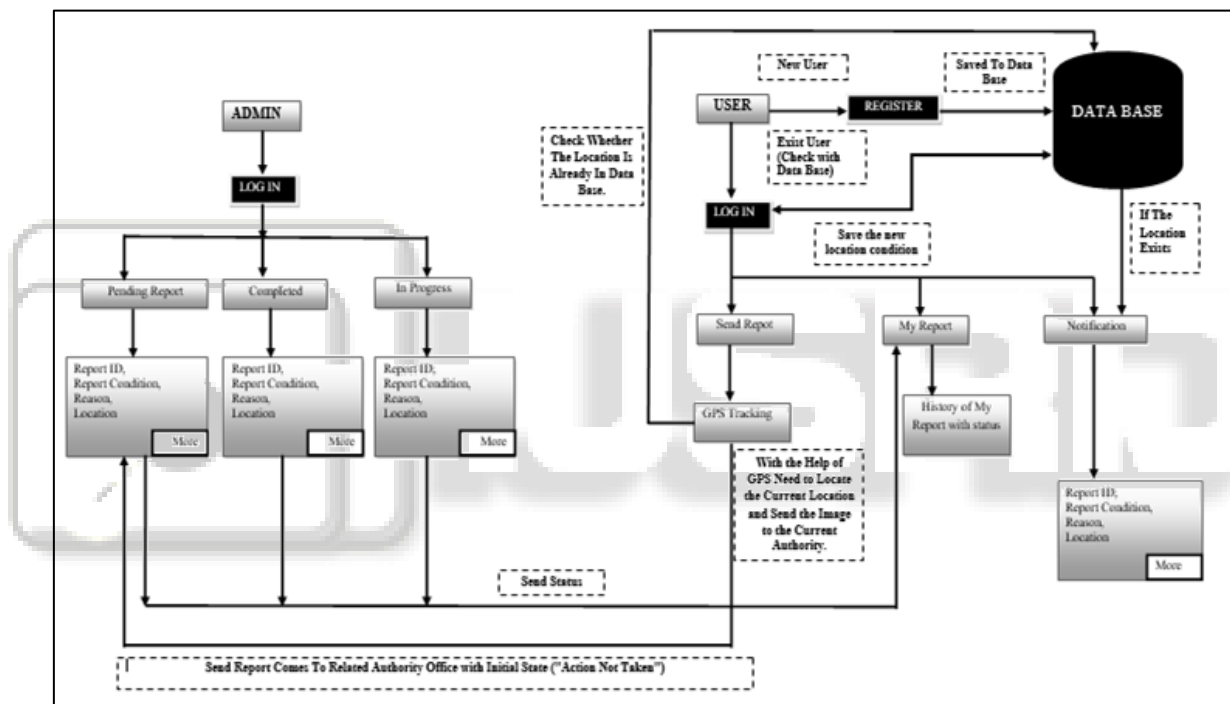 New User
Saved To Data
Base
ADMIN
USER
REGISTER
DATA BASE
Check Whether
The Location Is
Already In Data
Base.
Exist User
(Check with
Data Base)
LOG IN
LOG IN
Save the new
location condition
If The
Location
Exists
Pending Report
Completed
In Progress
Send Repot
My Report
Notification
Report ID,
Report Condition,
Reason,
Location
More
Report ID,
Report Condition,
Reason,
Location
More
Report ID,
Report Condition,
Reason,
Location
More
GPS Tracking
History of My
Report with status
With the Help of
GPS Need to Locate
the Current Location
and Send the Image
to the Current
Authority.
Report ID,
Report Condition,
Reason,
Location
More
Send Status
Send Report Comes To Related Authority Office with Initial State ("Action Not Taken")